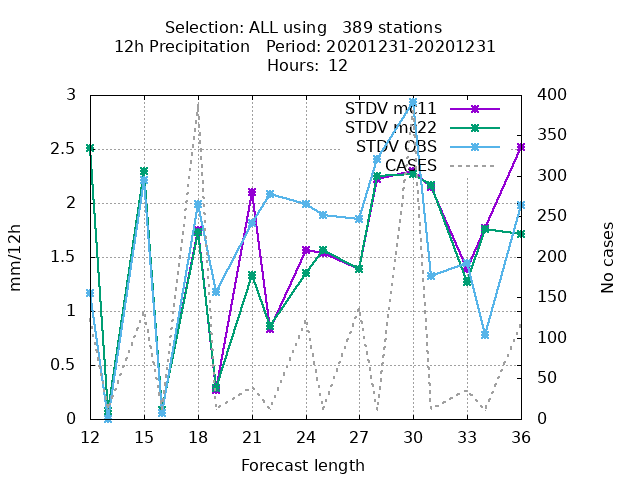 Selection: ALL using   389 stations
12h Precipitation   Period: 20201231-20201231
Hours: 12
STDV mc11
STDV mc22
STDV OBS
CASES
3
2.5
2
1.5
1
0.5
0
400
350
300
250
200
150
100
50
0
mm/12h
No cases
12 15 18 21 24 27 30 33 36
Forecast length